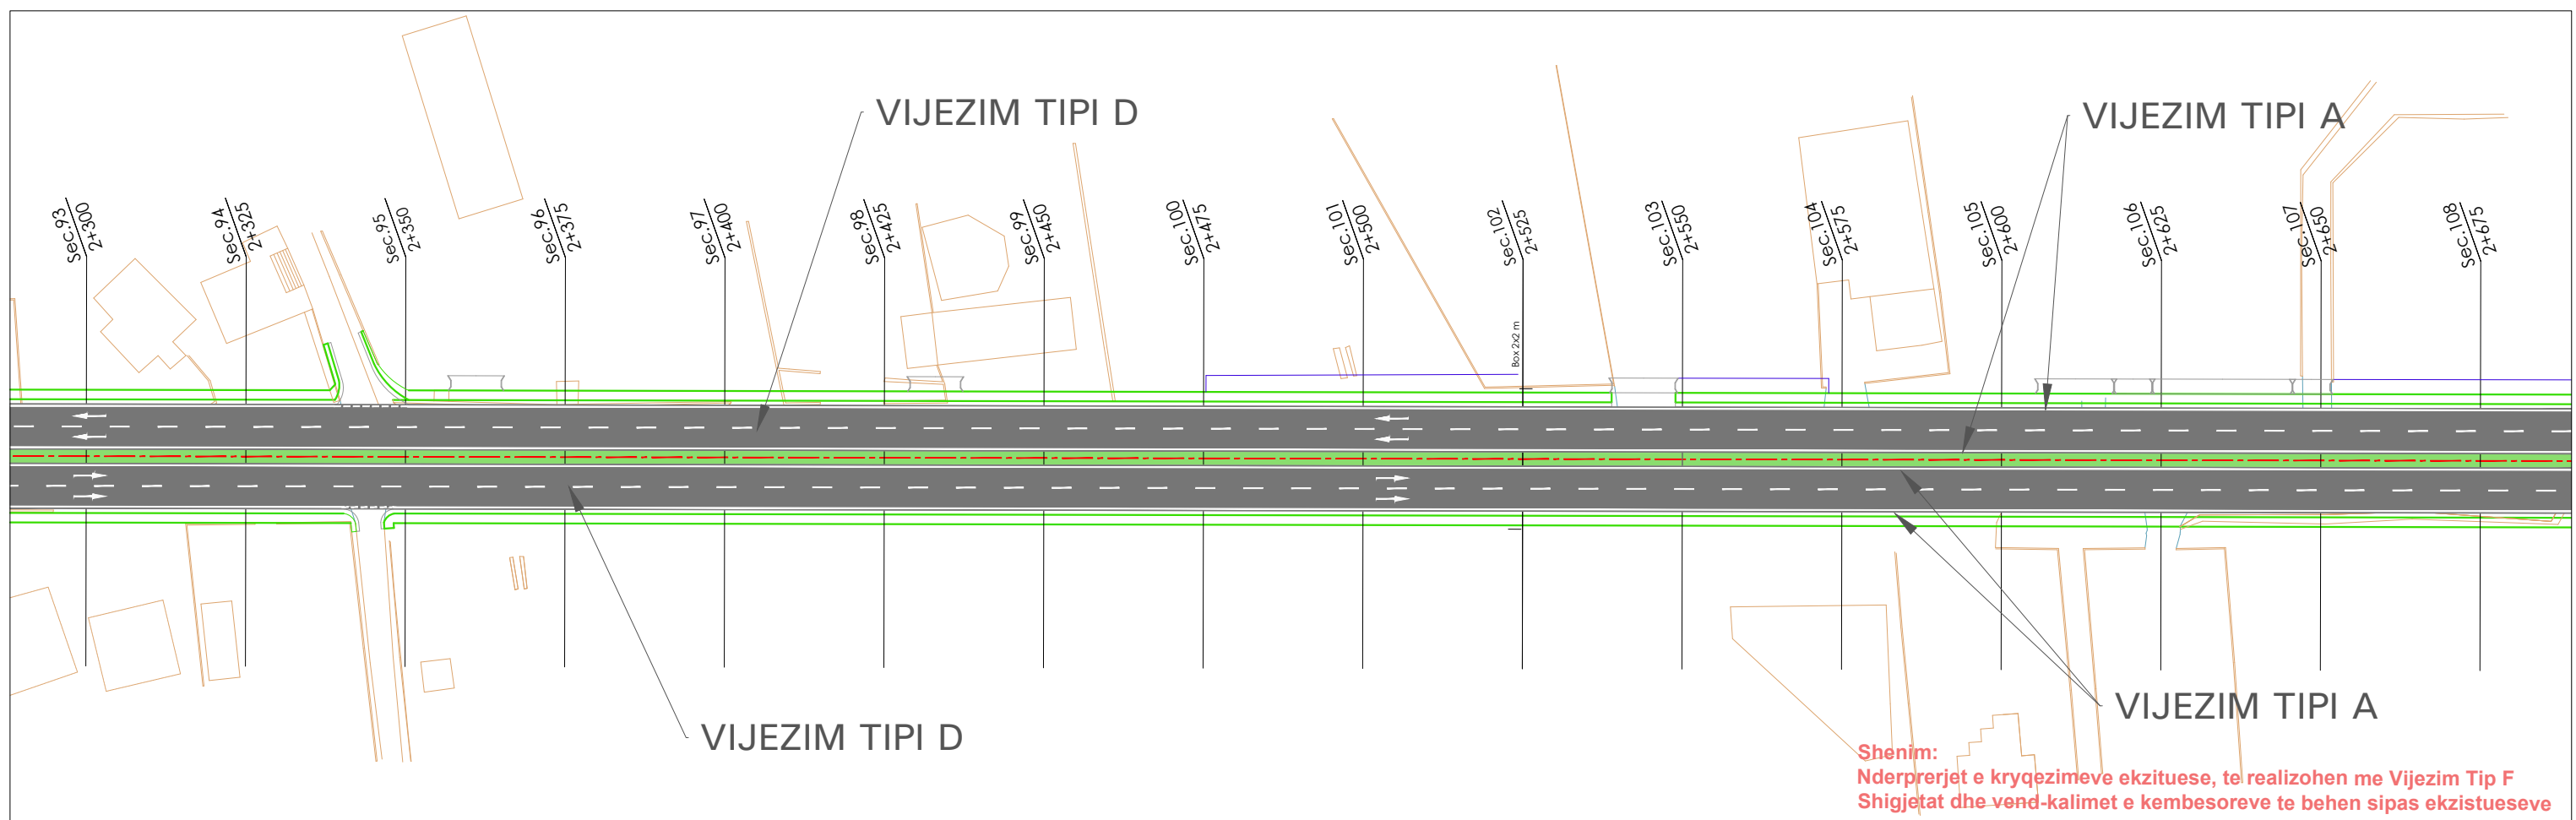 VIJEZIM TIPI D
VIJEZIM TIPI A
Sec.93
2+300
Sec.94
2+325
Sec.95
2+350
Sec.96
2+375
Sec.97
2+400
Sec.98
2+425
Sec.99
2+450
Sec.100
2+475
Sec.101
2+500
Sec.102
2+525
Sec.103
2+550
Sec.104
2+575
Sec.105
2+600
Sec.106
2+625
Sec.107
2+650
Sec.108
2+675
Box 2x2 m
VIJEZIM TIPI D
VIJEZIM TIPI A
Shenim:
Nderprerjet e kryqezimeve ekzituese, te realizohen me Vijezim Tip F
Shigjetat dhe vend-kalimet e kembesoreve te behen sipas ekzistueseve